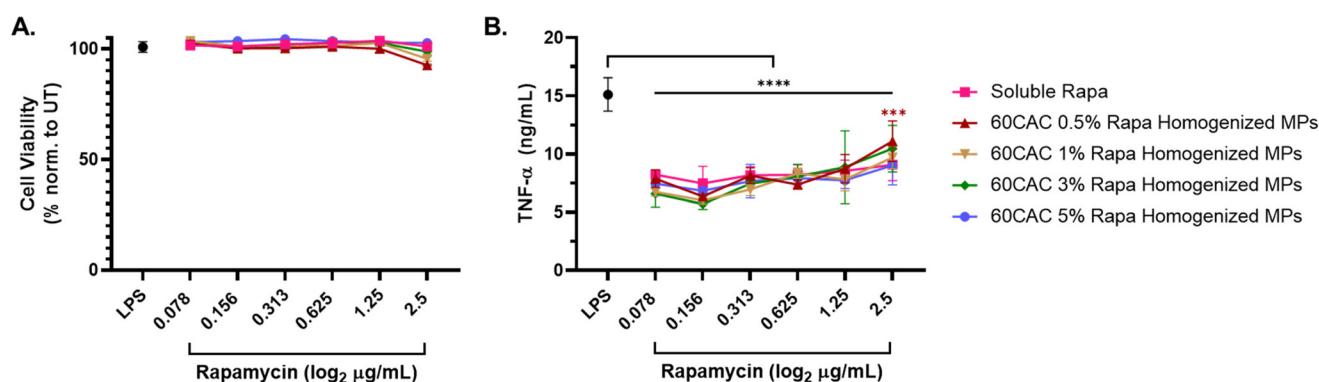 A.
Cell Viability
(% norm. to UT)
100
50
0
LPS
0.078
0.156
0.313
0.625
1.25
2.5
Rapamycin (log₂ μg/mL)
B.
TNF-α (ng/mL)
20
15
10
5
0
****
***
LPS
0.078
0.156
0.313
0.625
1.25
2.5
Rapamycin (log₂ μg/mL)
Soluble Rapa
60CAC 0.5% Rapa Homogenized MPs
60CAC 1% Rapa Homogenized MPs
60CAC 3% Rapa Homogenized MPs
60CAC 5% Rapa Homogenized MPs